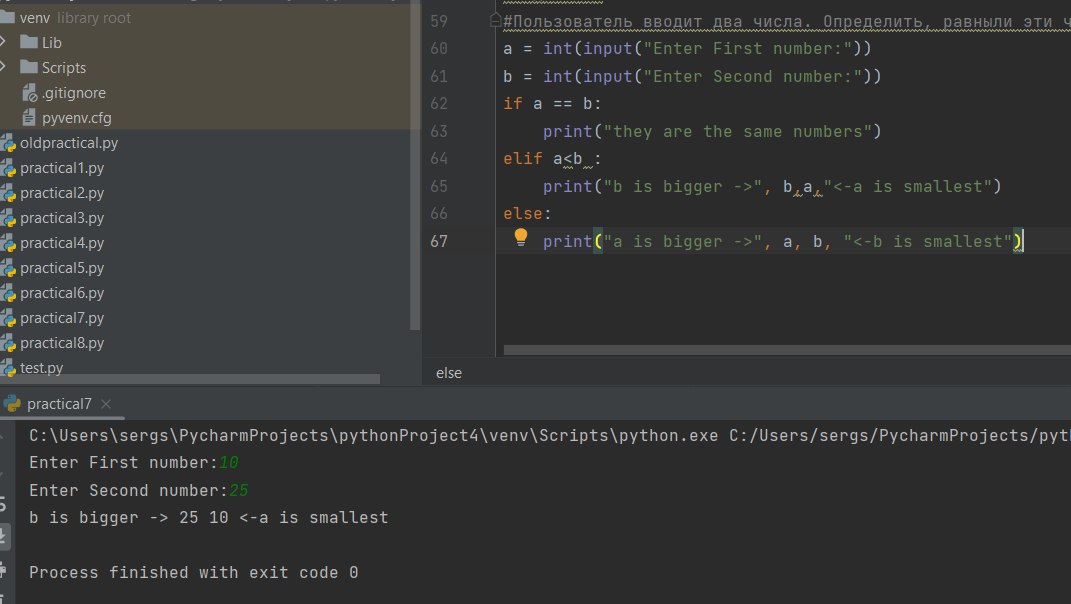 venv library root
Lib
Scripts
.gitignore
pyvenv.cfg
oldpractical.py
practical1.py
practical2.py
practical3.py
practical4.py
practical5.py
practical6.py
practical7.py
practical8.py
test.py
59 #Пользователь вводит два числа. Определить, равныли эти ч
60 a = int(input("Enter First number:"))
61 b = int(input("Enter Second number:"))
62 if a == b:
63 print("they are the same numbers")
64 elif a<b :
65 print("b is bigger ->", b,a,"<-a is smallest")
66 else:
67 print("a is bigger ->", a, b, "<-b is smallest")
else
practical7
C:\Users\sergs\PycharmProjects\pythonProject4\venv\Scripts\python.exe C:/Users/sergs/PycharmProjects/pyt
Enter First number:10
Enter Second number:25
b is bigger -> 25 10 <-a is smallest
Process finished with exit code 0